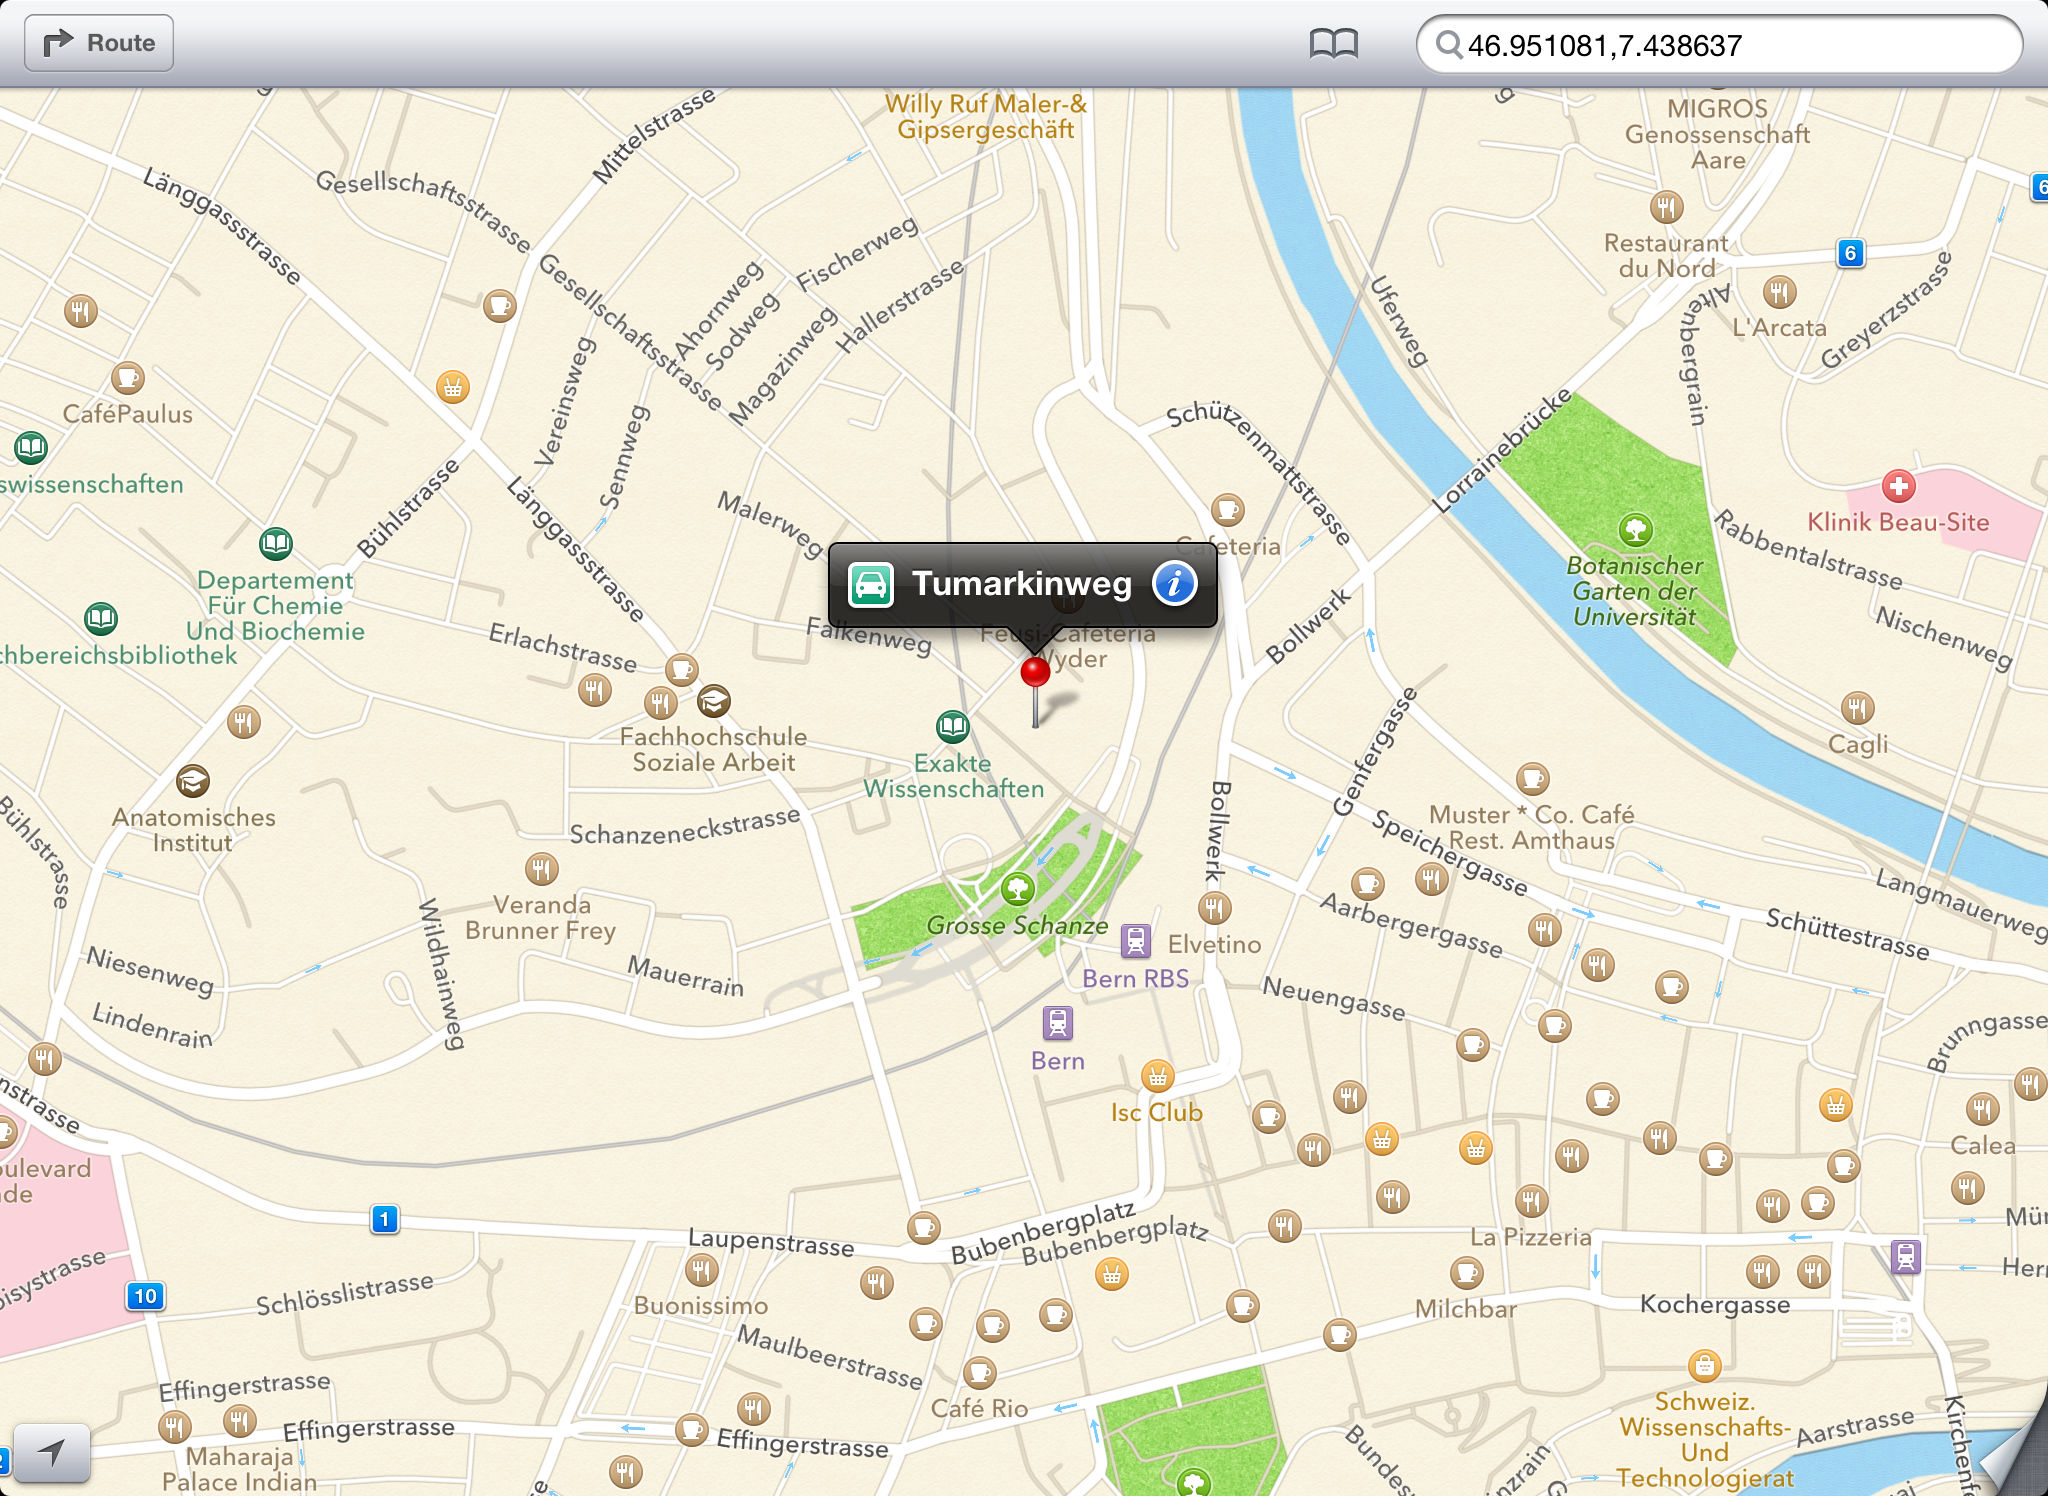 Route
46.951081,7.438637
Willy Ruf Maler-&
Gipsergeschäft
MIGROS
Genossenschaft
Aare
Mittelstrasse
Länggassstrasse
Gesellschaftsstrasse
Restaurant
du Nord
6
6
Fischerweg
Gesellschaftsstrasse
Ahornweg
Sodweg
Magazinweg
Hallerstrasse
Uferweg
Altenbergrain
L'Arcata
Greyerzstrasse
Vereinsweg
Sennweg
CaféPaulus
Schützenmattstrasse
Lorrainebrücke
swissenschaften
Bühlstrasse
Länggassstrasse
Malerweg
Cafeteria
Klinik Beau-Site
Rabbentalstrasse
Botanischer
Garten der
Universität
Departement
Für Chemie
Und Biochemie
Tumarkinweg
Bollwerk
Nischenweg
chbereichsbibliothek
Erlachstrasse
Falkenweg
Feusi-Cafeteria
Wyder
Fachhochschule
Soziale Arbeit
Exakte
Wissenschaften
Genfergasse
Cagli
Anatomisches
Institut
Bühlstrasse
Schanzeneckstrasse
Bollwerk
Speichergasse
Muster * Co. Café
Rest. Amthaus
Veranda
Brunner Frey
Grosse Schanze
Aarbergergasse
Langmauerweg
Schüttestrasse
Wildhainweg
Elvetino
Bern RBS
Niesenweg
Mauerrain
Neuengasse
Lindenrain
Bern
Brunngasse
Isc Club
nstrasse
Calea
oulevard
de
1
Laupenstrasse
Bubenbergplatz
Bubenbergplatz
La Pizzeria
Mün
Herr
oisystrasse
10
Schlösslistrasse
Buonissimo
Milchbar
Kochergasse
Maulbeerstrasse
Effingerstrasse
Effingerstrasse
Café Rio
Effingerstrasse
Maharaja
Palace Indian
Schweiz.
Wissenschafts-
Und
Technologierat
Aarstrasse
Kirchenfe
Bundes
nzrain